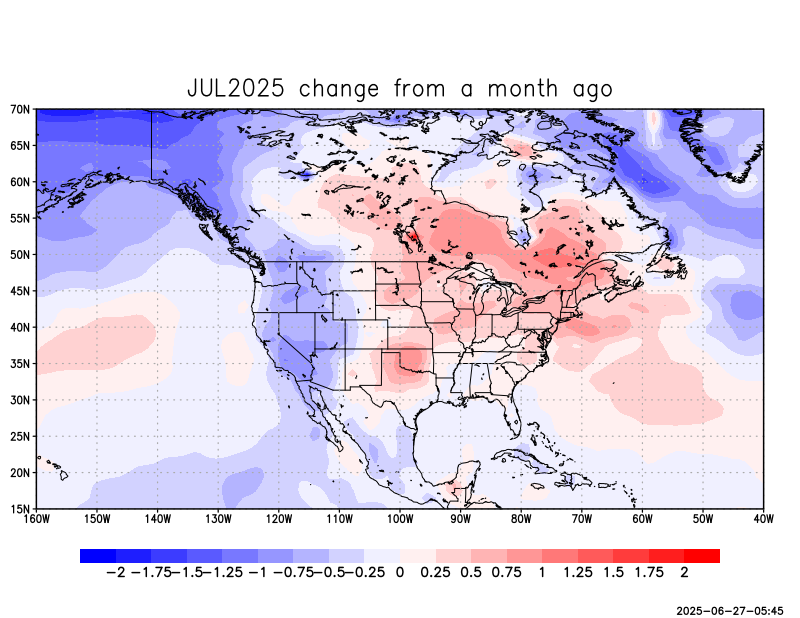 JUL2025 change from a month ago
70N
65N
60N
55N
50N
45N
40N
35N
30N
25N
20N
15N
160W 150W 140W 130W 120W 110W 100W 90W 80W 70W 60W 50W 40W
−2 −1.75 −1.5 −1.25 −1 −0.75 −0.5 −0.25 0 0.25 0.5 0.75 1 1.25 1.5 1.75 2
2025−06−27−05:45